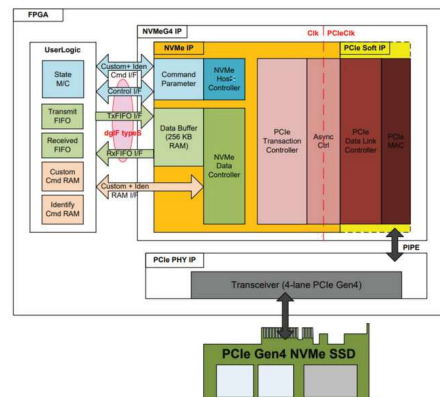 FPGA
NVMeG4 IP
Clk
PCIeClk
UserLogic
NVMe IP
PCIe Soft IP
State
M/C
Custom+ Iden
Cmd I/F
Control I/F
Command
Parameter
NVMe
Host
Controller
Transmit
FIFO
TxFIFO I/F
dgIF typeS
Received
FIFO
RxFIFO I/F
Data Buffer
(256 KB
RAM)
NVMe
Data
Controller
PCIe
Transaction
Controller
Async
Ctrl
PCIe
Data Link
Controller
PCIe
MAC
Custom
Cmd RAM
Custom + Iden
RAM I/F
Identify
Cmd RAM
PIPE
PCIe PHY IP
Transceiver (4-lane PCIe Gen4)
PCIe Gen4 NVMe SSD